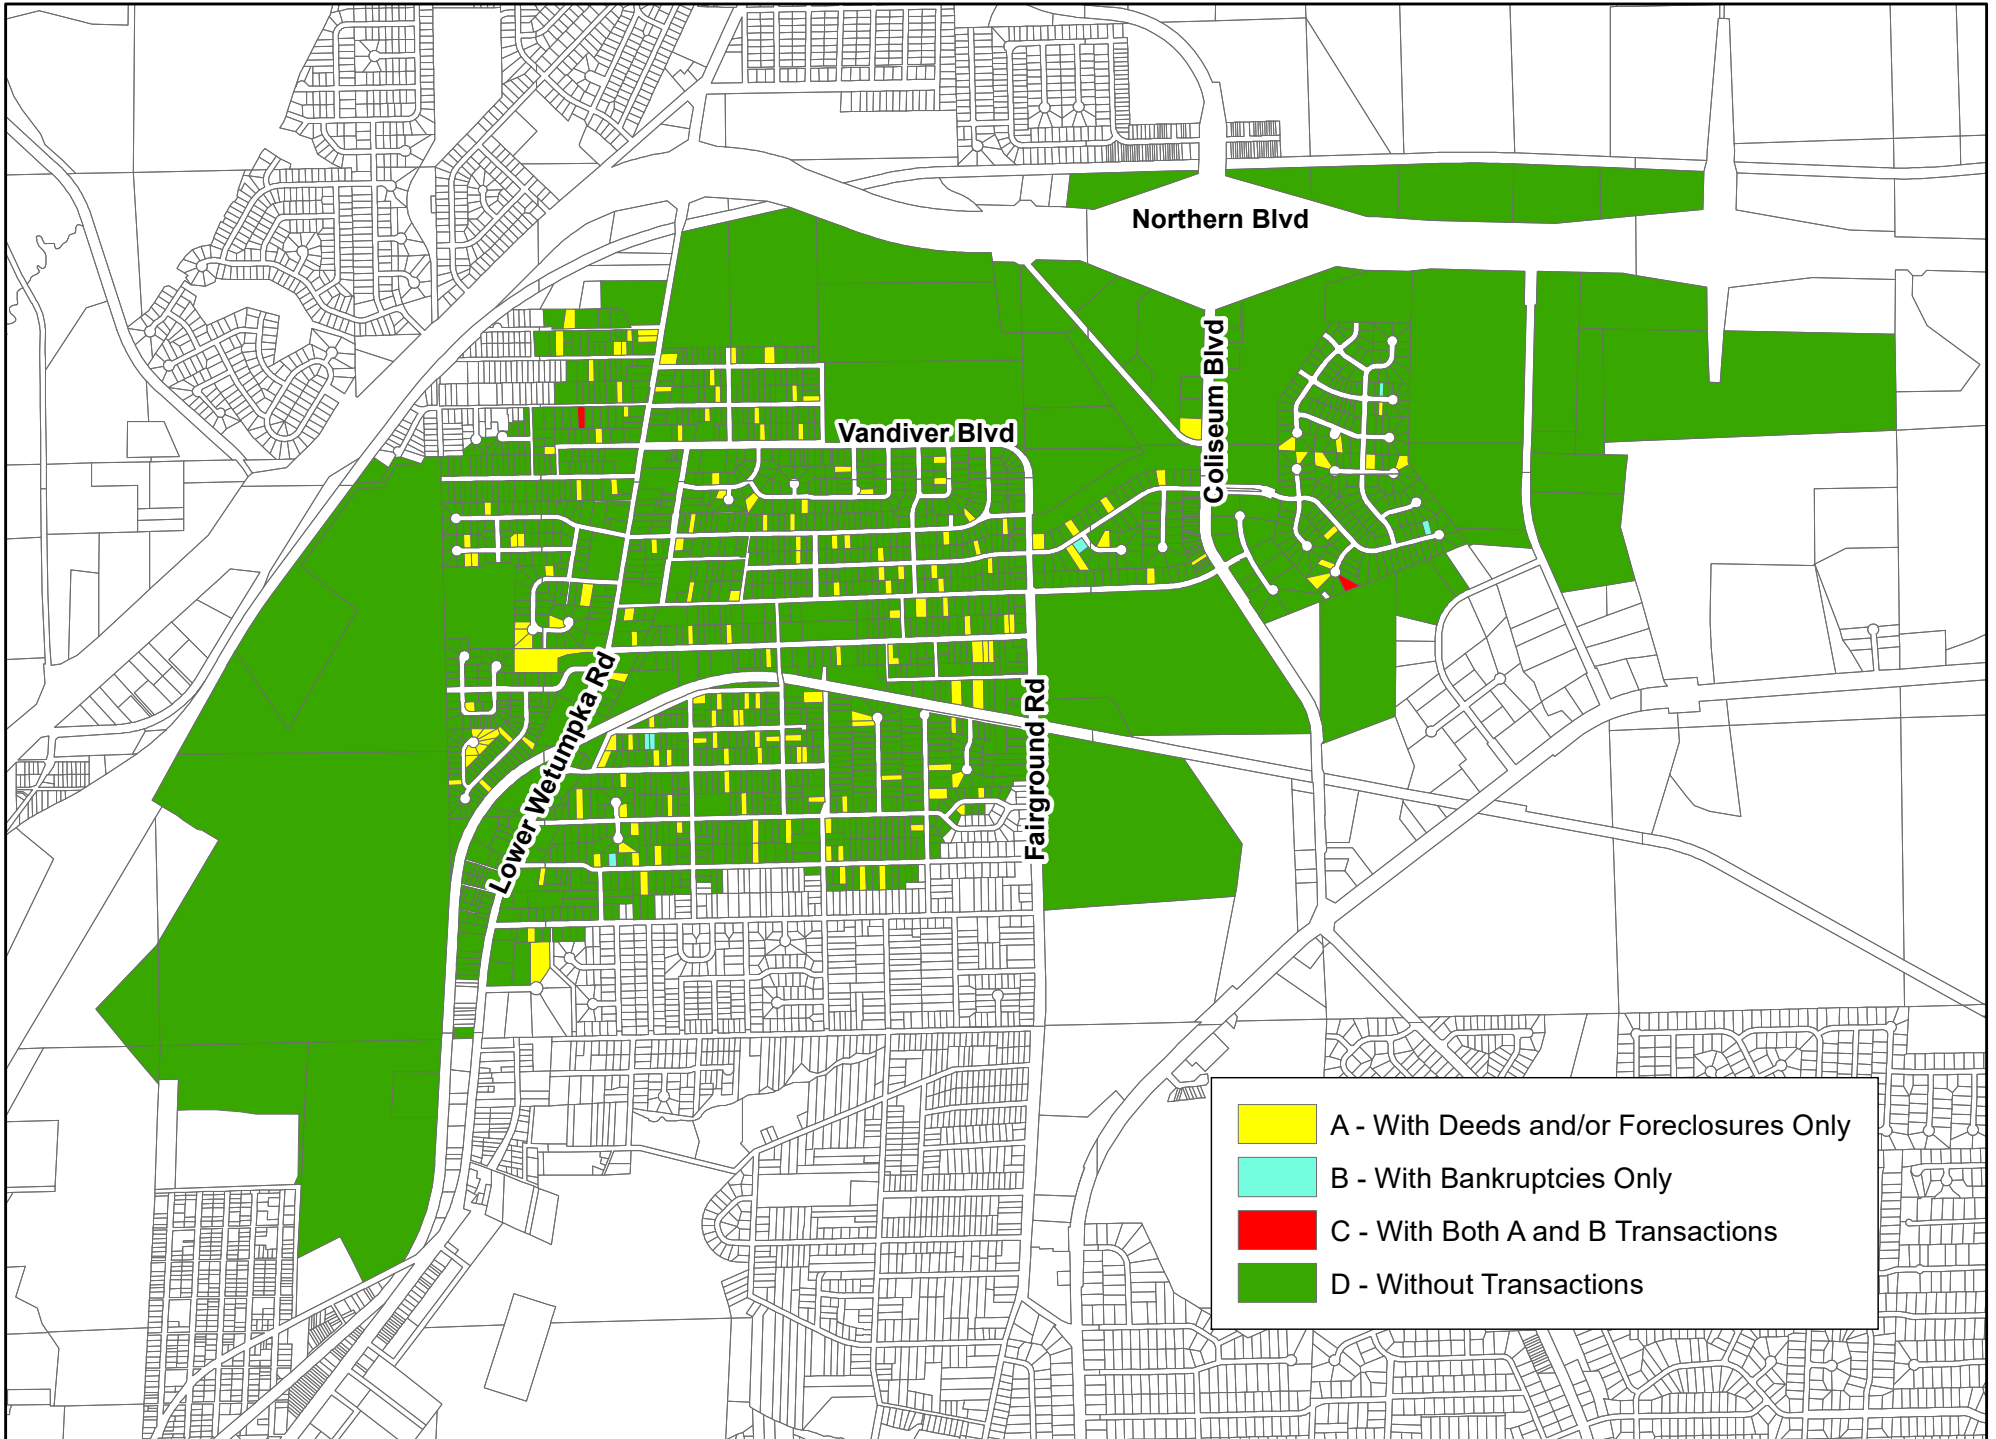 Northern Blvd
Coliseum Blvd
Vandiver Blvd
Lower Wetumpka Rd
Fairground Rd
A - With Deeds and/or Foreclosures Only
B - With Bankruptcies Only
C - With Both A and B Transactions
D - Without Transactions